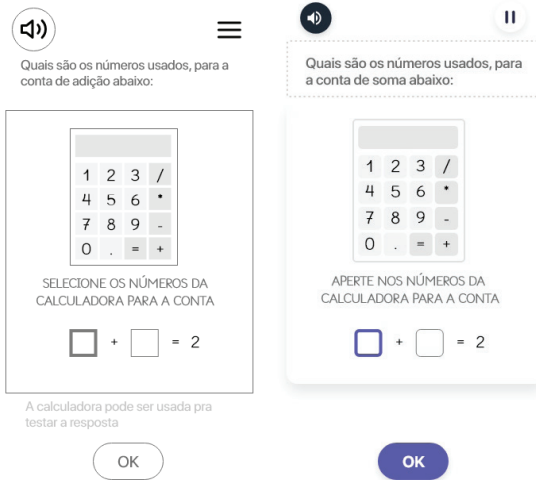 Quais são os números usados, para a
conta de adição abaixo:
1 2 3 /
4 5 6 *
7 8 9 -
0 . = +
SELECIONE OS NÚMEROS DA
CALCULADORA PARA A CONTA
+ = 2
A calculadora pode ser usada pra
testar a resposta
OK
Quais são os números usados, para
a conta de soma abaixo:
1 2 3 /
4 5 6 *
7 8 9 -
0 . = +
APERTE NOS NÚMEROS DA
CALCULADORA PARA A CONTA
+ = 2
OK